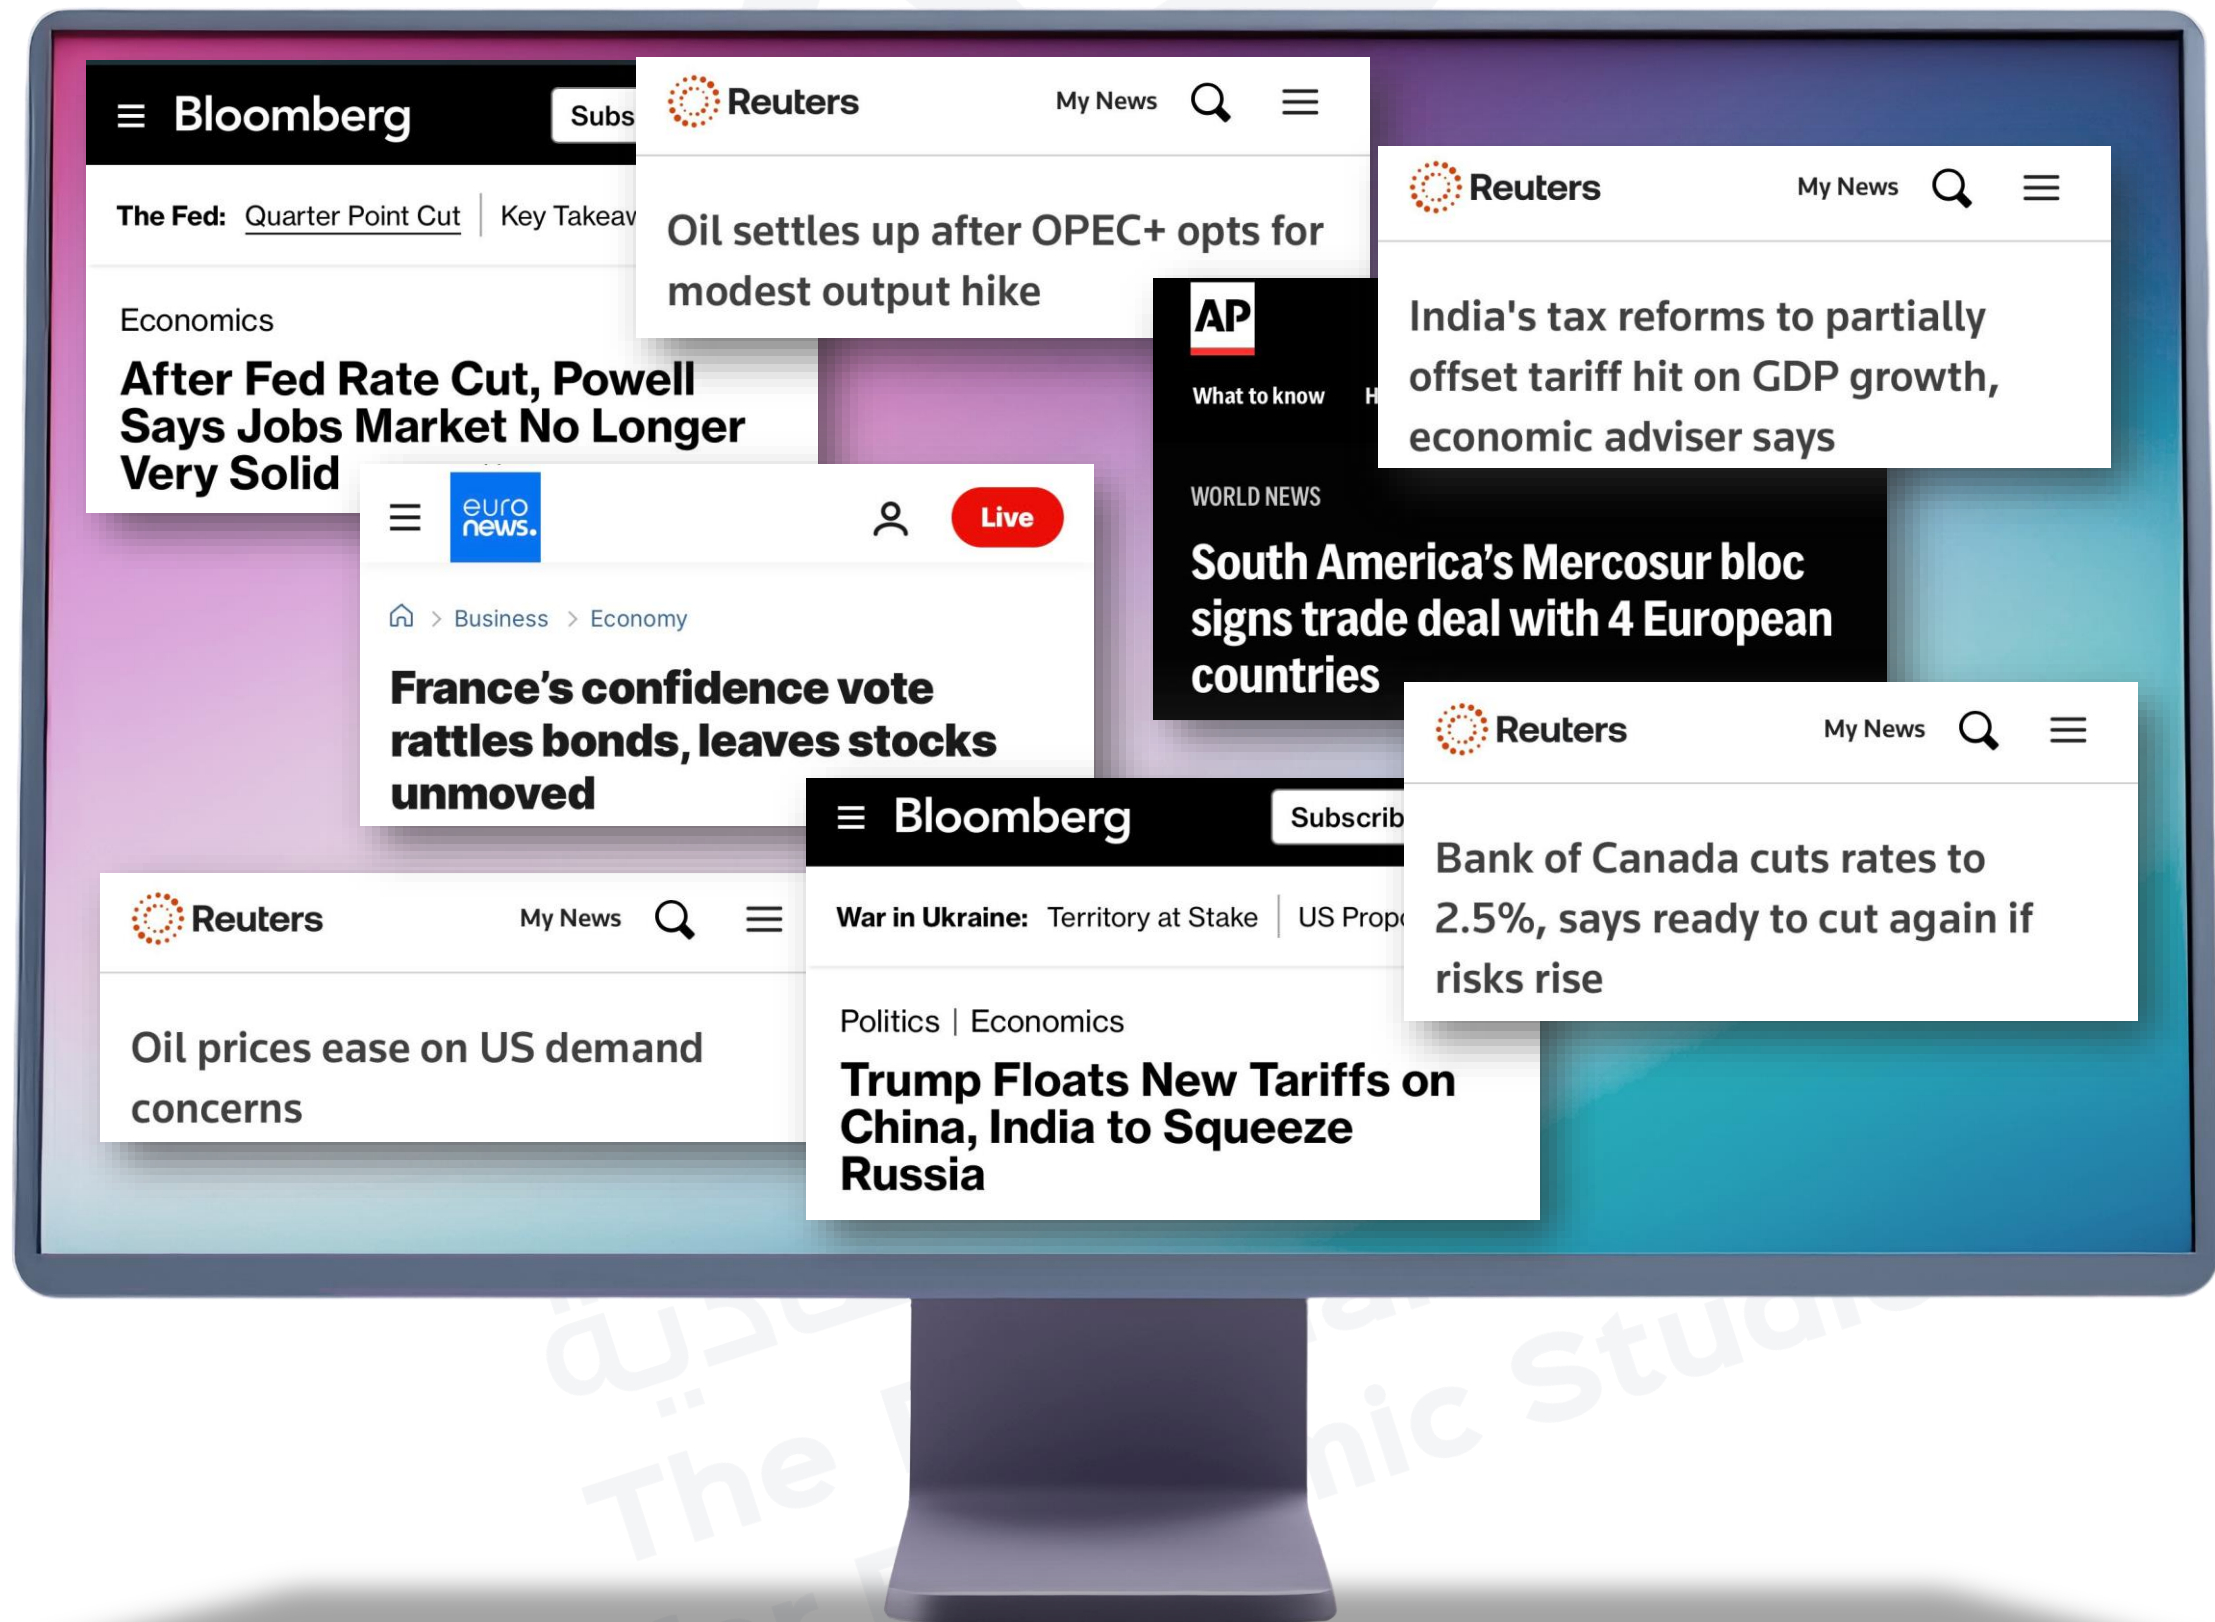 Bloomberg
Subs
The Fed: Quarter Point Cut
Key Takeav
Economics
After Fed Rate Cut, Powell
Says Jobs Market No Longer
Very Solid
Reuters
My News
Oil settles up after OPEC+ opts for
modest output hike
Reuters
My News
India's tax reforms to partially
offset tariff hit on GDP growth,
economic adviser says
AP
What to know
H
WORLD NEWS
South America’s Mercosur bloc
signs trade deal with 4 European
countries
euro
news.
Live
Business > Economy
France’s confidence vote
rattles bonds, leaves stocks
unmoved
Reuters
My News
Bank of Canada cuts rates to
2.5%, says ready to cut again if
risks rise
Bloomberg
Subscrib
War in Ukraine: Territory at Stake
US Prop
Politics | Economics
Trump Floats New Tariffs on
China, India to Squeeze
Russia
Reuters
My News
Oil prices ease on US demand
concerns
The